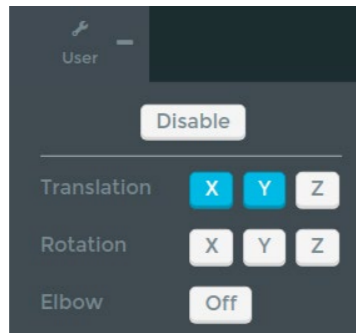 User
Disable
Translation X Y Z
Rotation X Y Z
Elbow Off